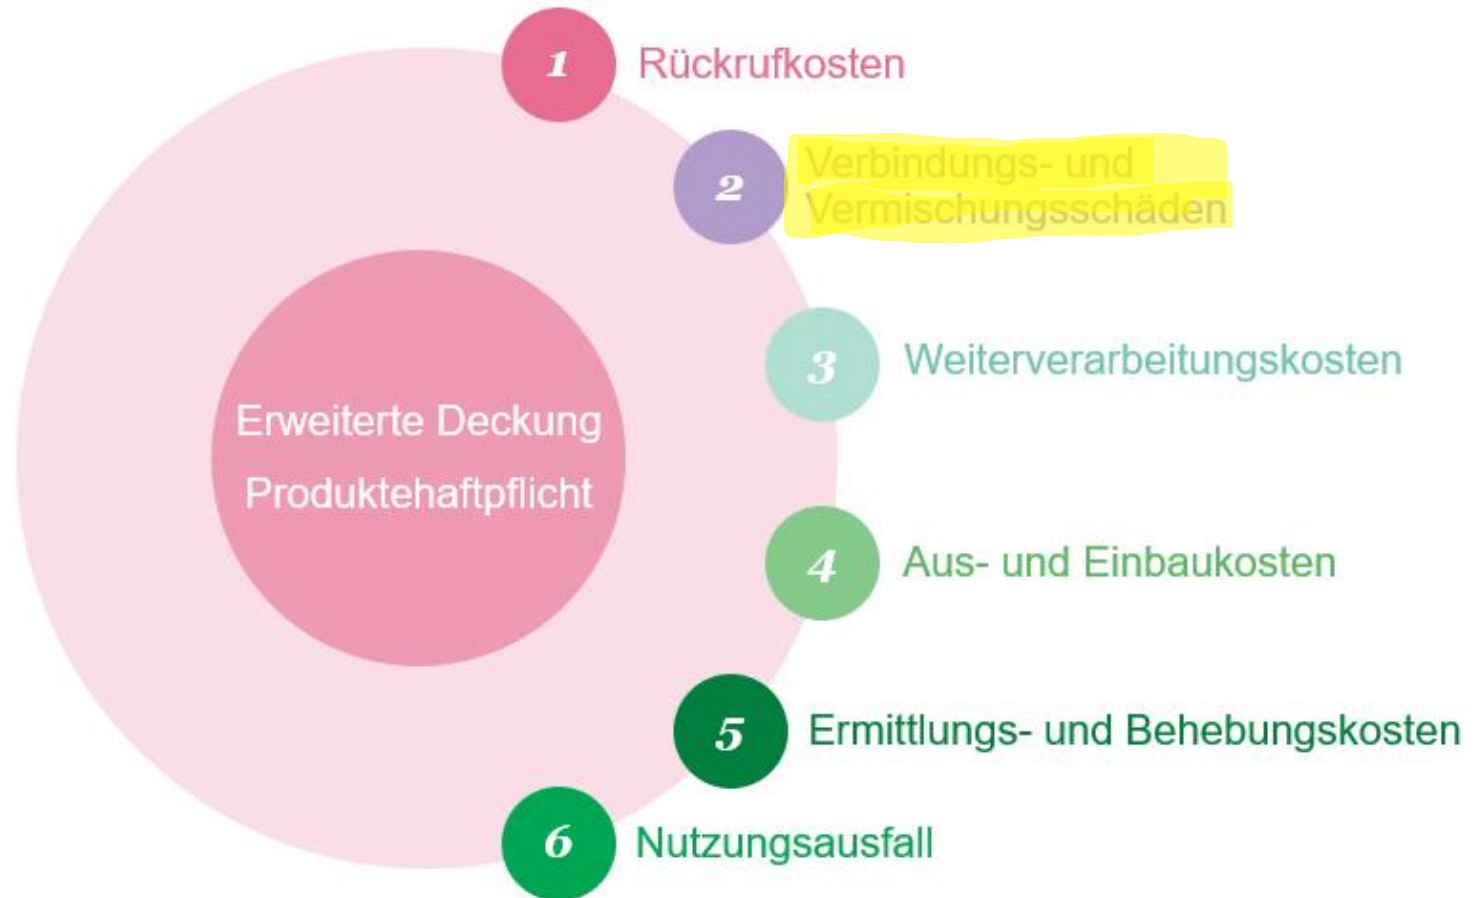 1 Rückrufkosten
2 Verbindungs- und
Vermischungsschäden
3 Weiterverarbeitungskosten
Erweiterte Deckung
Produktehaftpflicht
4 Aus- und Einbaukosten
5 Ermittlungs- und Behebungskosten
6 Nutzungsausfall